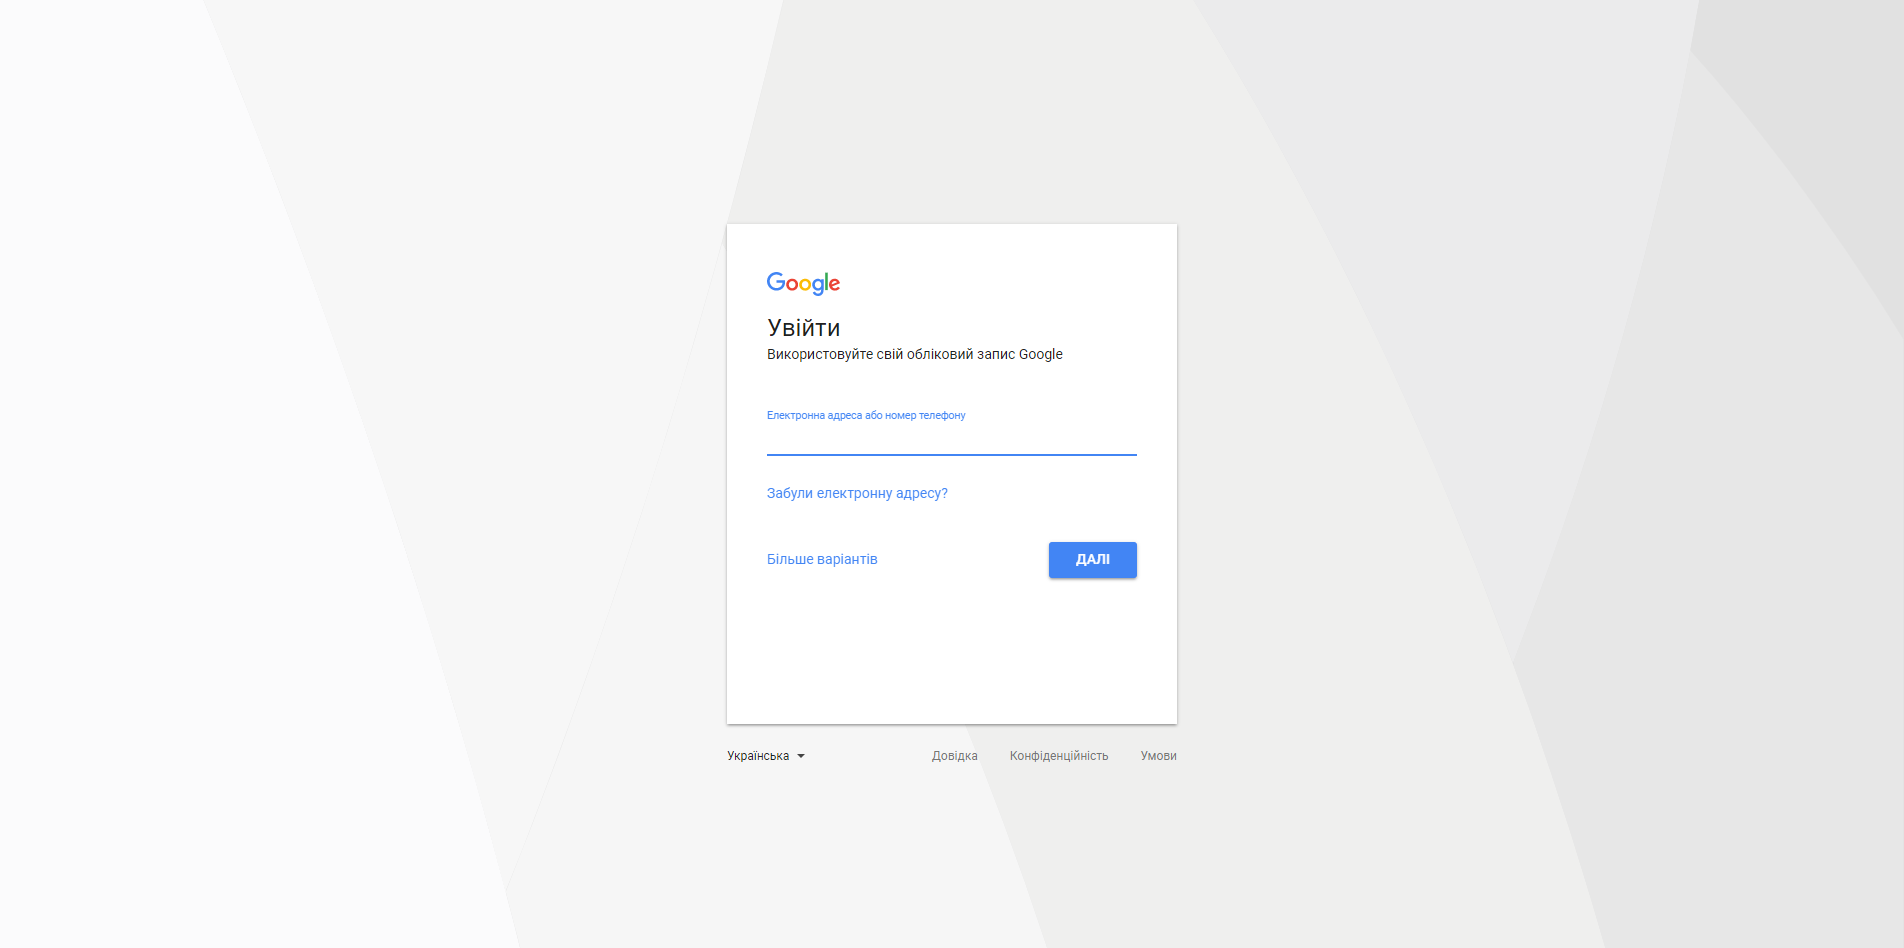 Google
Увійти
Використовуйте свій обліковий запис Google
Електронна адреса або номер телефону
Забули електронну адресу?
Більше варіантів
ДАЛІ
Українська
Довідка
Конфіденційність
Умови